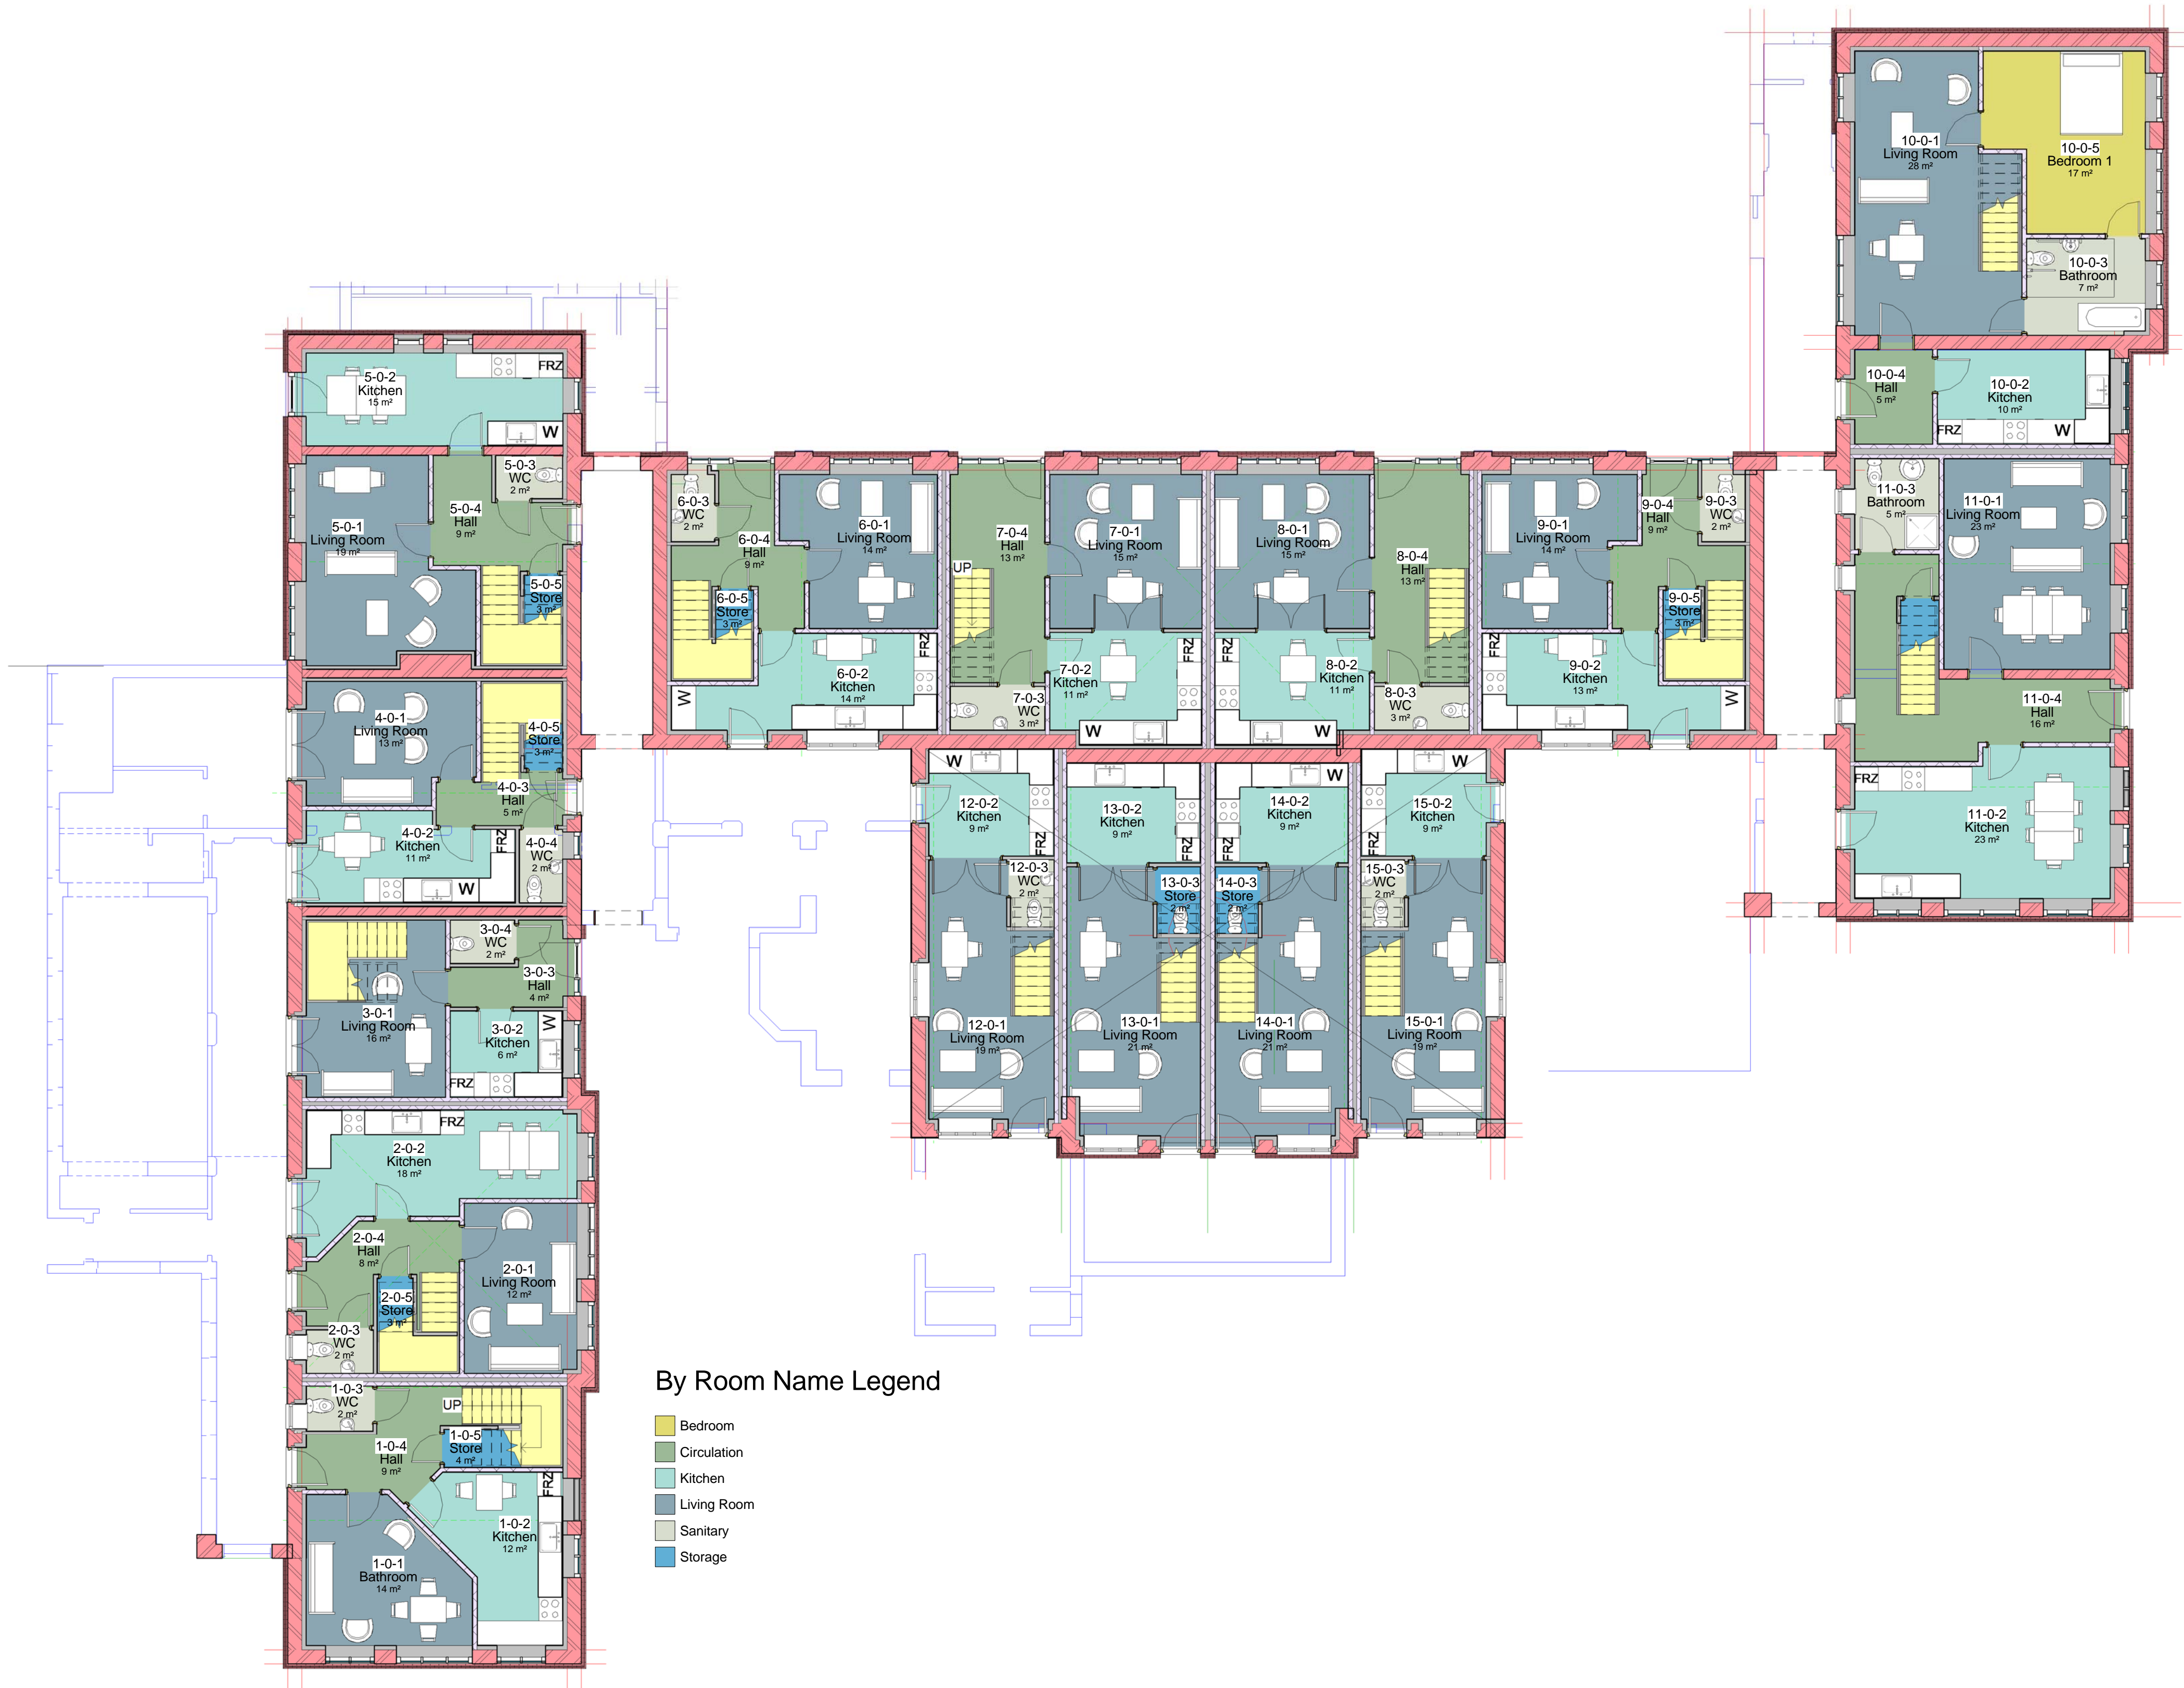 10-0-1
Living Room
28 m²
10-0-5
Bedroom 1
17 m²
10-0-3
Bathroom
7 m²
10-0-4
Hall
5 m²
10-0-2
Kitchen
10 m²
FRZ
W
5-0-2
Kitchen
15 m²
FRZ
W
5-0-3
WC
2 m²
5-0-4
Hall
9 m²
5-0-1
Living Room
19 m²
5-0-5
Store
3 m²
6-0-3
WC
2 m²
6-0-4
Hall
9 m²
6-0-1
Living Room
14 m²
6-0-5
Store
3 m²
6-0-2
Kitchen
14 m²
FRZ
W
7-0-4
Hall
13 m²
UP
7-0-1
Living Room
15 m²
7-0-2
Kitchen
11 m²
7-0-3
WC
3 m²
FRZ
W
8-0-1
Living Room
15 m²
8-0-4
Hall
13 m²
8-0-2
Kitchen
11 m²
8-0-3
WC
3 m²
FRZ
W
9-0-1
Living Room
14 m²
9-0-4
Hall
9 m²
9-0-3
WC
2 m²
9-0-5
Store
3 m²
9-0-2
Kitchen
13 m²
FRZ
W
11-0-3
Bathroom
5 m²
11-0-1
Living Room
23 m²
11-0-4
Hall
16 m²
FRZ
11-0-2
Kitchen
23 m²
4-0-1
Living Room
13 m²
4-0-5
Store
3 m²
4-0-3
Hall
5 m²
4-0-2
Kitchen
11 m²
FRZ
W
4-0-4
WC
2 m²
3-0-4
WC
2 m²
3-0-3
Hall
4 m²
3-0-1
Living Room
16 m²
3-0-2
Kitchen
6 m²
W
FRZ
W
12-0-2
Kitchen
9 m²
FRZ
12-0-3
WC
2 m²
12-0-1
Living Room
19 m²
13-0-2
Kitchen
9 m²
FRZ
13-0-3
Store
2 m²
13-0-1
Living Room
21 m²
W
14-0-2
Kitchen
9 m²
FRZ
14-0-3
Store
2 m²
14-0-1
Living Room
21 m²
W
15-0-2
Kitchen
9 m²
FRZ
15-0-3
WC
2 m²
15-0-1
Living Room
19 m²
FRZ
2-0-2
Kitchen
18 m²
2-0-4
Hall
8 m²
2-0-1
Living Room
12 m²
2-0-5
Store
3 m²
2-0-3
WC
2 m²
1-0-3
WC
2 m²
UP
1-0-5
Store
4 m²
1-0-4
Hall
9 m²
FRZ
1-0-2
Kitchen
12 m²
1-0-1
Bathroom
14 m²
By Room Name Legend
Bedroom
Circulation
Kitchen
Living Room
Sanitary
Storage